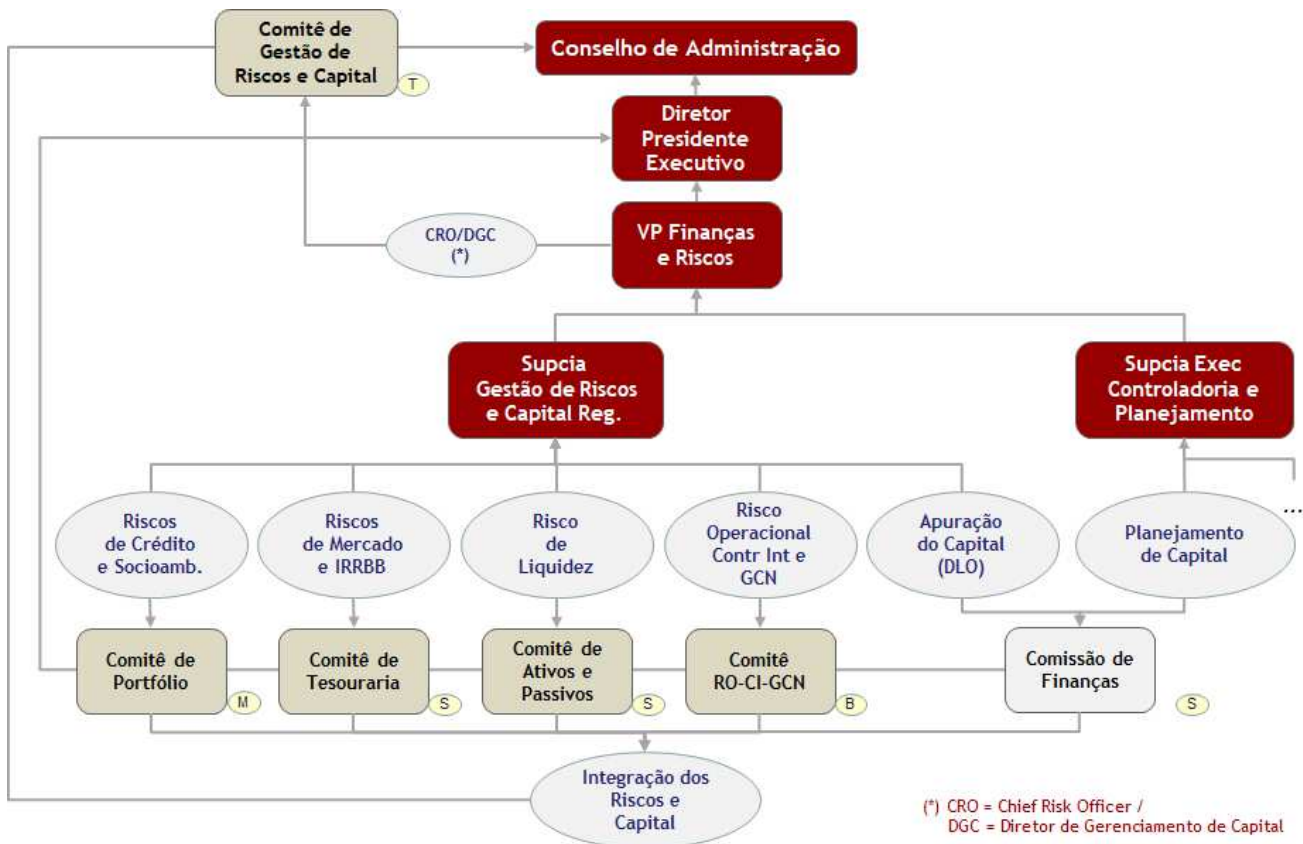 Comitê de
Gestão de
Riscos e Capital
T
Conselho de Administração
Diretor
Presidente
Executivo
CRO/DGC
(*)
VP Finanças
e Riscos
Supcia
Gestão de Riscos
e Capital Reg.
Supcia Exec
Controladoria e
Planejamento
Riscos
de Crédito
e Socioamb.
Riscos
de Mercado
e IRRBB
Risco
de
Liquidez
Risco
Operacional
Contr Int e
GCN
Apuração
do Capital
(DLO)
Planejamento
de Capital
...
Comitê de
Portfólio
M
Comitê de
Tesouraria
S
Comitê de
Ativos e
Passivos
S
Comitê
RO-CI-GCN
B
Comissão de
Finanças
S
Integração dos
Riscos e
Capital
(*) CRO = Chief Risk Officer /
DGC = Diretor de Gerenciamento de Capital